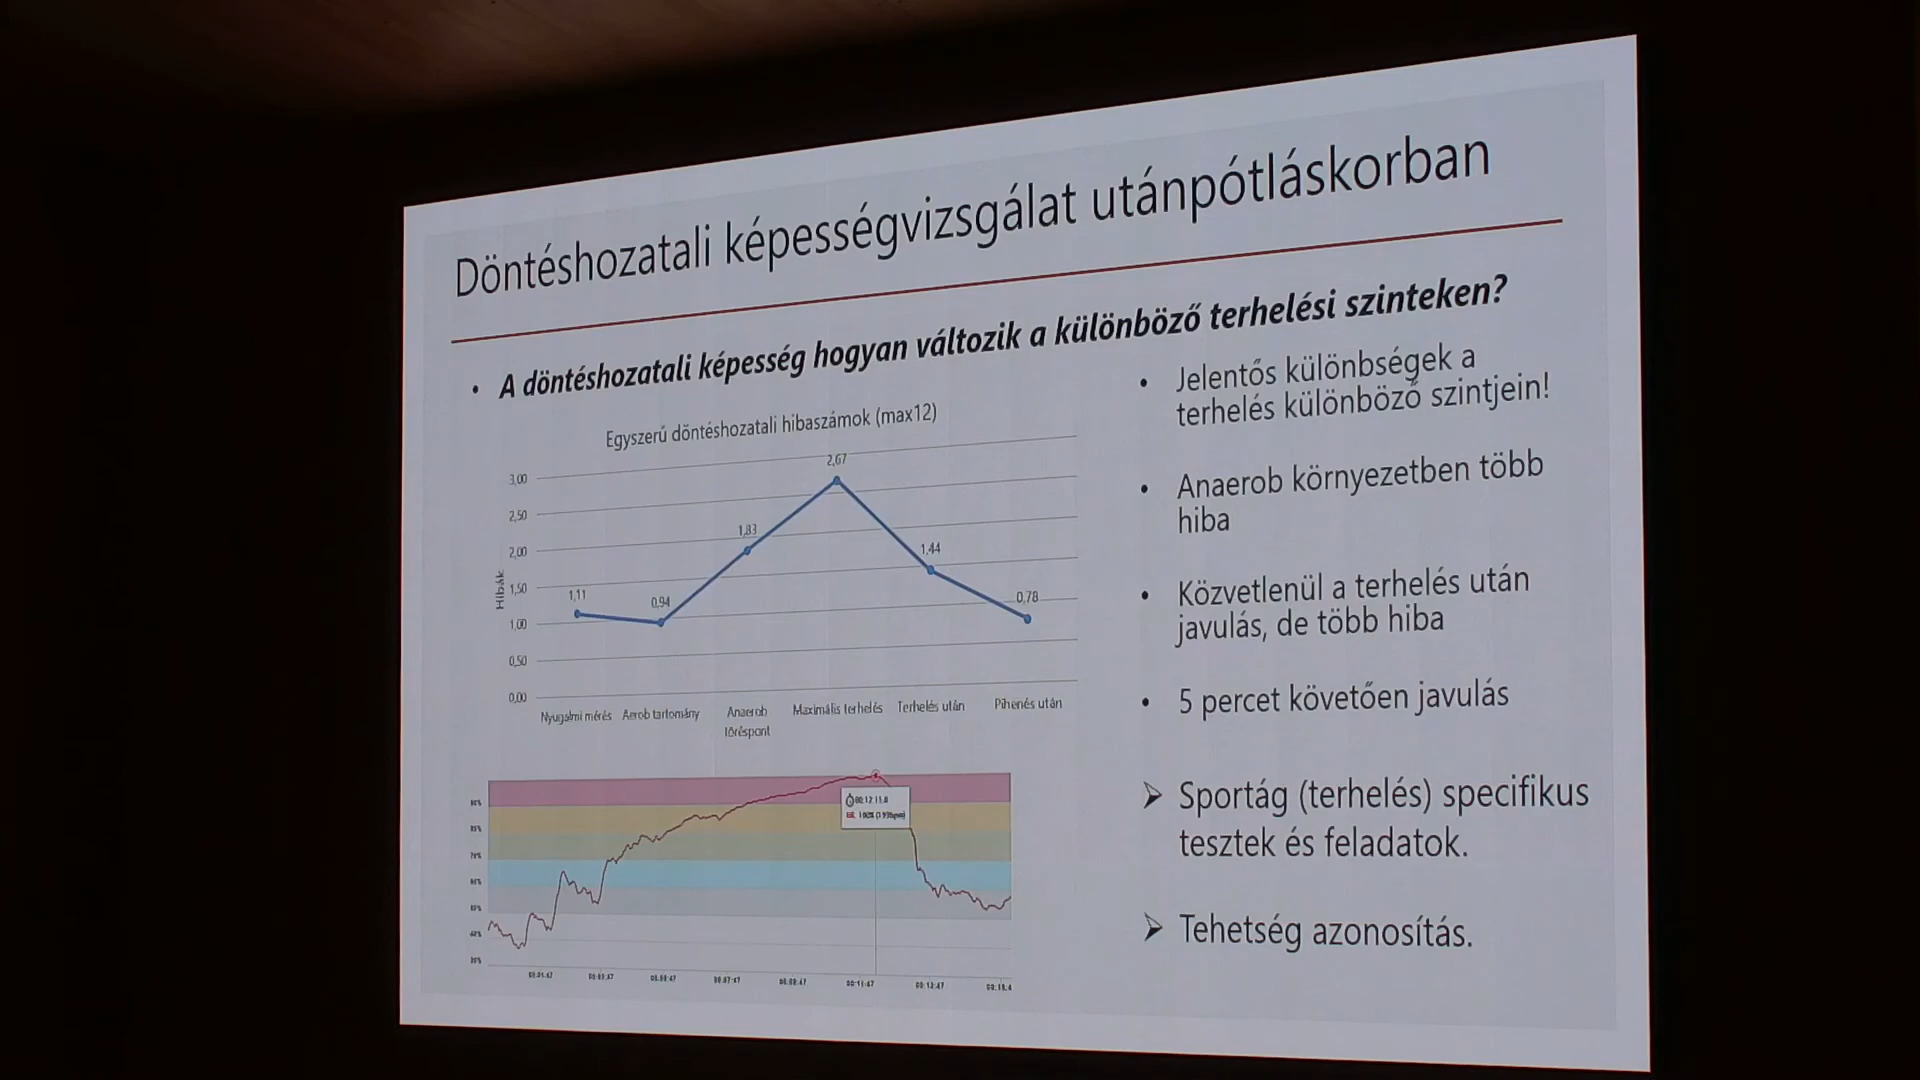 Döntéshozatali képességvizsgálat utánpótláskorban
• A döntéshozatali képesség hogyan változik a különböző terhelési szinteken?
Egyszerű döntéshozatali hibaszámok (max12)
Hibák
3,00
2,50
2,00
1,50
1,00
0,50
0,00
1,11
0,94
1,83
2,67
1,44
0,78
Nyugalmi mérés
Aerob tartomány
Anaerob
Maximális terhelés
Terhelés után
Pihenés után
• Jelentős különbségek a
terhelés különböző szintjein!
• Anaerob környezetben több
hiba
• Közvetlenül a terhelés után
javulás, de több hiba
• 5 percet követően javulás
➢ Sportág (terhelés) specifikus
tesztek és feladatok.
➢ Tehetség azonosítás.